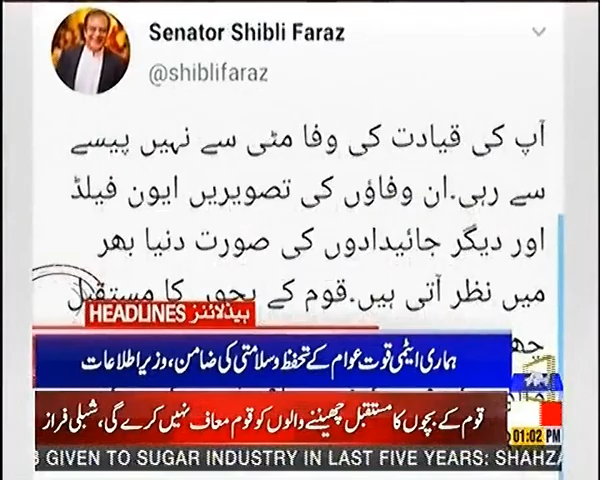 Senator Shibli Faraz
@shiblifaraz
آپ کی قیادت کی وفا مٹی سے نہیں پیسے
سے رہی.ان وفاؤں کی تصویریں ایون فیلڈ
اور دیگر جائیدادوں کی صورت دنیا بھر
میں نظر آتی ہیں.قوم کے بچوں کا مستقبل
HEADLINES ہیڈلائنز
ہماری ایٹمی قوت عوام کے تحفظ و سلامتی کی ضامن، وزیر اطلاعات
قوم کے بچوں کا مستقبل چھیننے والوں کو قوم معاف نہیں کرے گی، شبلی فراز
01:02 PM
GIVEN TO SUGAR INDUSTRY IN LAST FIVE YEARS: SHAHZA